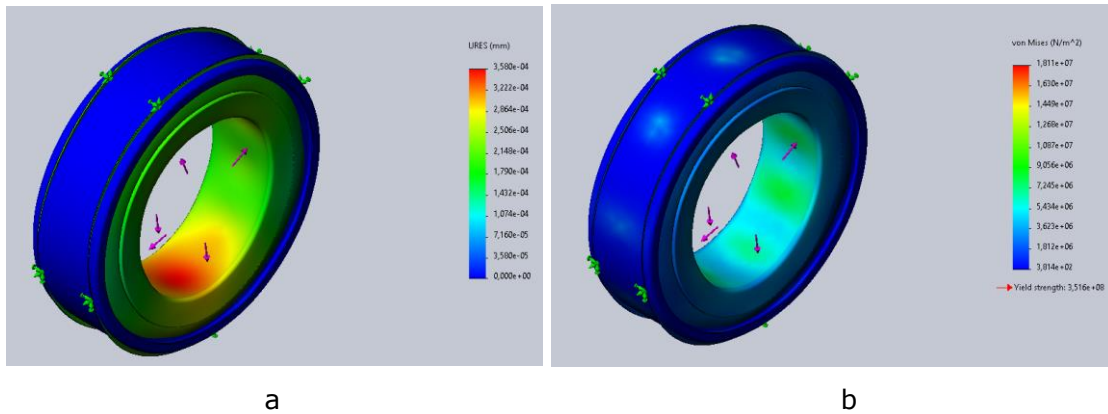 URES (mm)
3,580e-04
3,222e-04
2,864e-04
2,506e-04
2,148e-04
1,790e-04
1,432e-04
1,074e-04
7,160e-05
3,580e-05
0,000e+00
von Mises (N/m^2)
1,811e+07
1,630e+07
1,449e+07
1,268e+07
1,087e+07
9,056e+06
7,245e+06
5,434e+06
3,623e+06
1,812e+06
3,814e+02
Yield strength: 3,516e+08
a
b